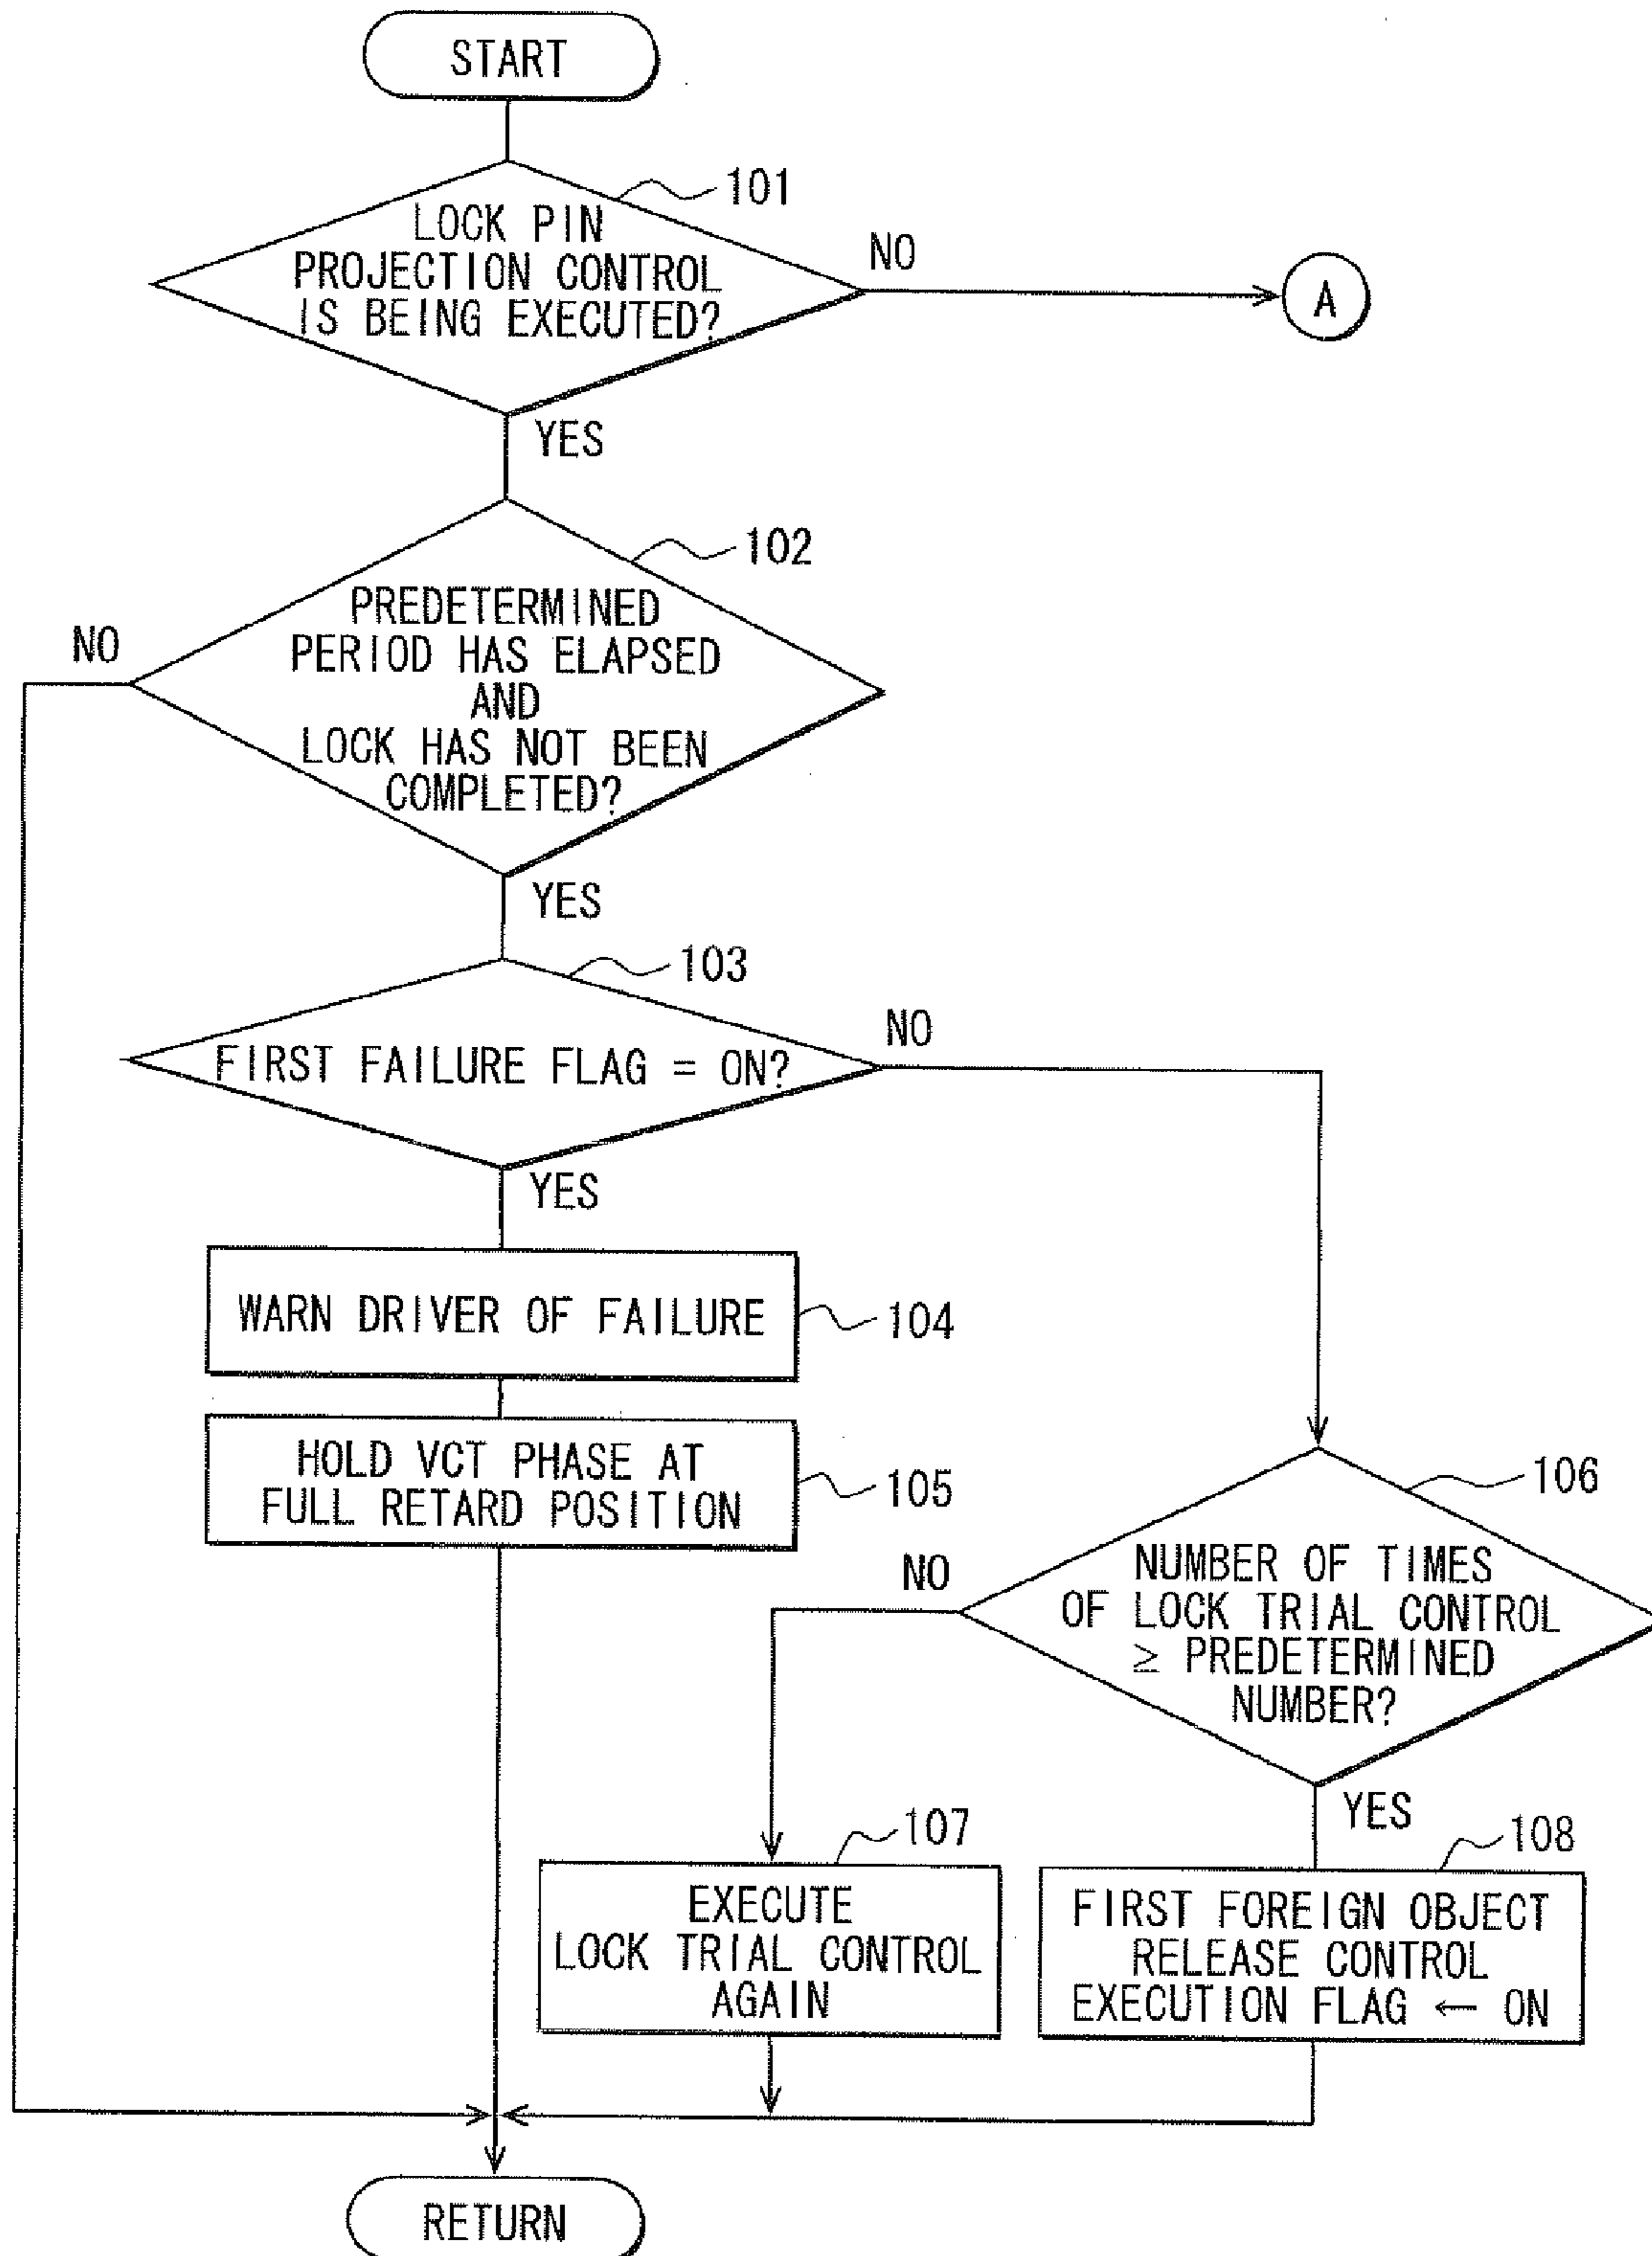 START
101
LOCK PIN
PROJECTION CONTROL
IS BEING EXECUTED?
NO
A
YES
102
PREDETERMINED
PERIOD HAS ELAPSED
AND
LOCK HAS NOT BEEN
COMPLETED?
NO
YES
103
FIRST FAILURE FLAG = ON?
NO
YES
WARN DRIVER OF FAILURE
104
HOLD VCT PHASE AT
FULL RETARD POSITION
105
106
NUMBER OF TIMES
OF LOCK TRIAL CONTROL
≥ PREDETERMINED
NUMBER?
NO
YES
107
EXECUTE
LOCK TRIAL CONTROL
AGAIN
108
FIRST FOREIGN OBJECT
RELEASE CONTROL
EXECUTION FLAG ← ON
RETURN